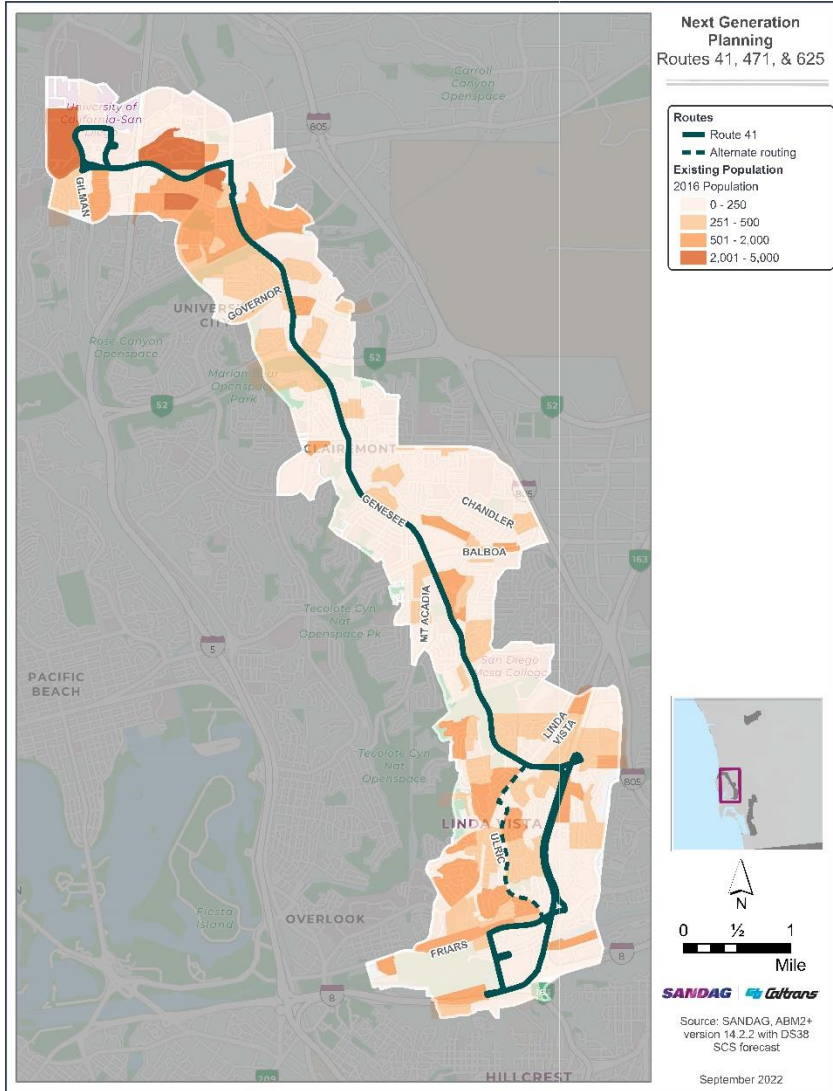 Next Generation
Planning
Routes 41, 471, & 625
Routes
Route 41
Alternate routing
Existing Population
2016 Population
0 - 250
251 - 500
501 - 2,000
2,001 - 5,000
Carroll
Canyon
Openspace
805
University of
California-San
GILMAN
GOVERNOR
UNIVERSITY
CITY
Rose Canyon
Openspace
Marian Bear
Openspace
Park
52
52
52
CLAIREMONT
GENESEE
CHANDLER
805
BALBOA
163
MT ACADIA
Tecolote Cyn
Nat
Openspace Pk
5
San Diego
Mesa College
PACIFIC
BEACH
LINDA
VISTA
Tecolote Cyn
Nat
Openspace
805
LINDA VISTA
ULRIC
Fiesta
Island
OVERLOOK
FRIARS
8
8
163
HILLCREST
209
805
N
0 ½ 1
Mile
SANDAG Caltrans
Source: SANDAG, ABM2+
version 14.2.2 with DS38
SCS forecast
September 2022